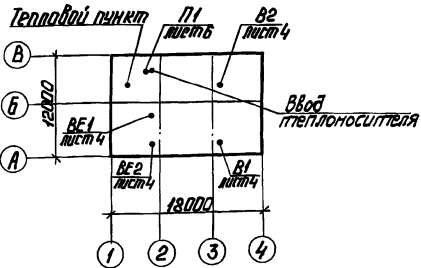 Тепловой пункт
П1
лист 6
В2
лист 4
В
Б
А
12000
Ввод
теплоносителя
ВЕ1
лист 4
ВЕ2
лист 4
В1
лист 4
18000
1
2
3
4